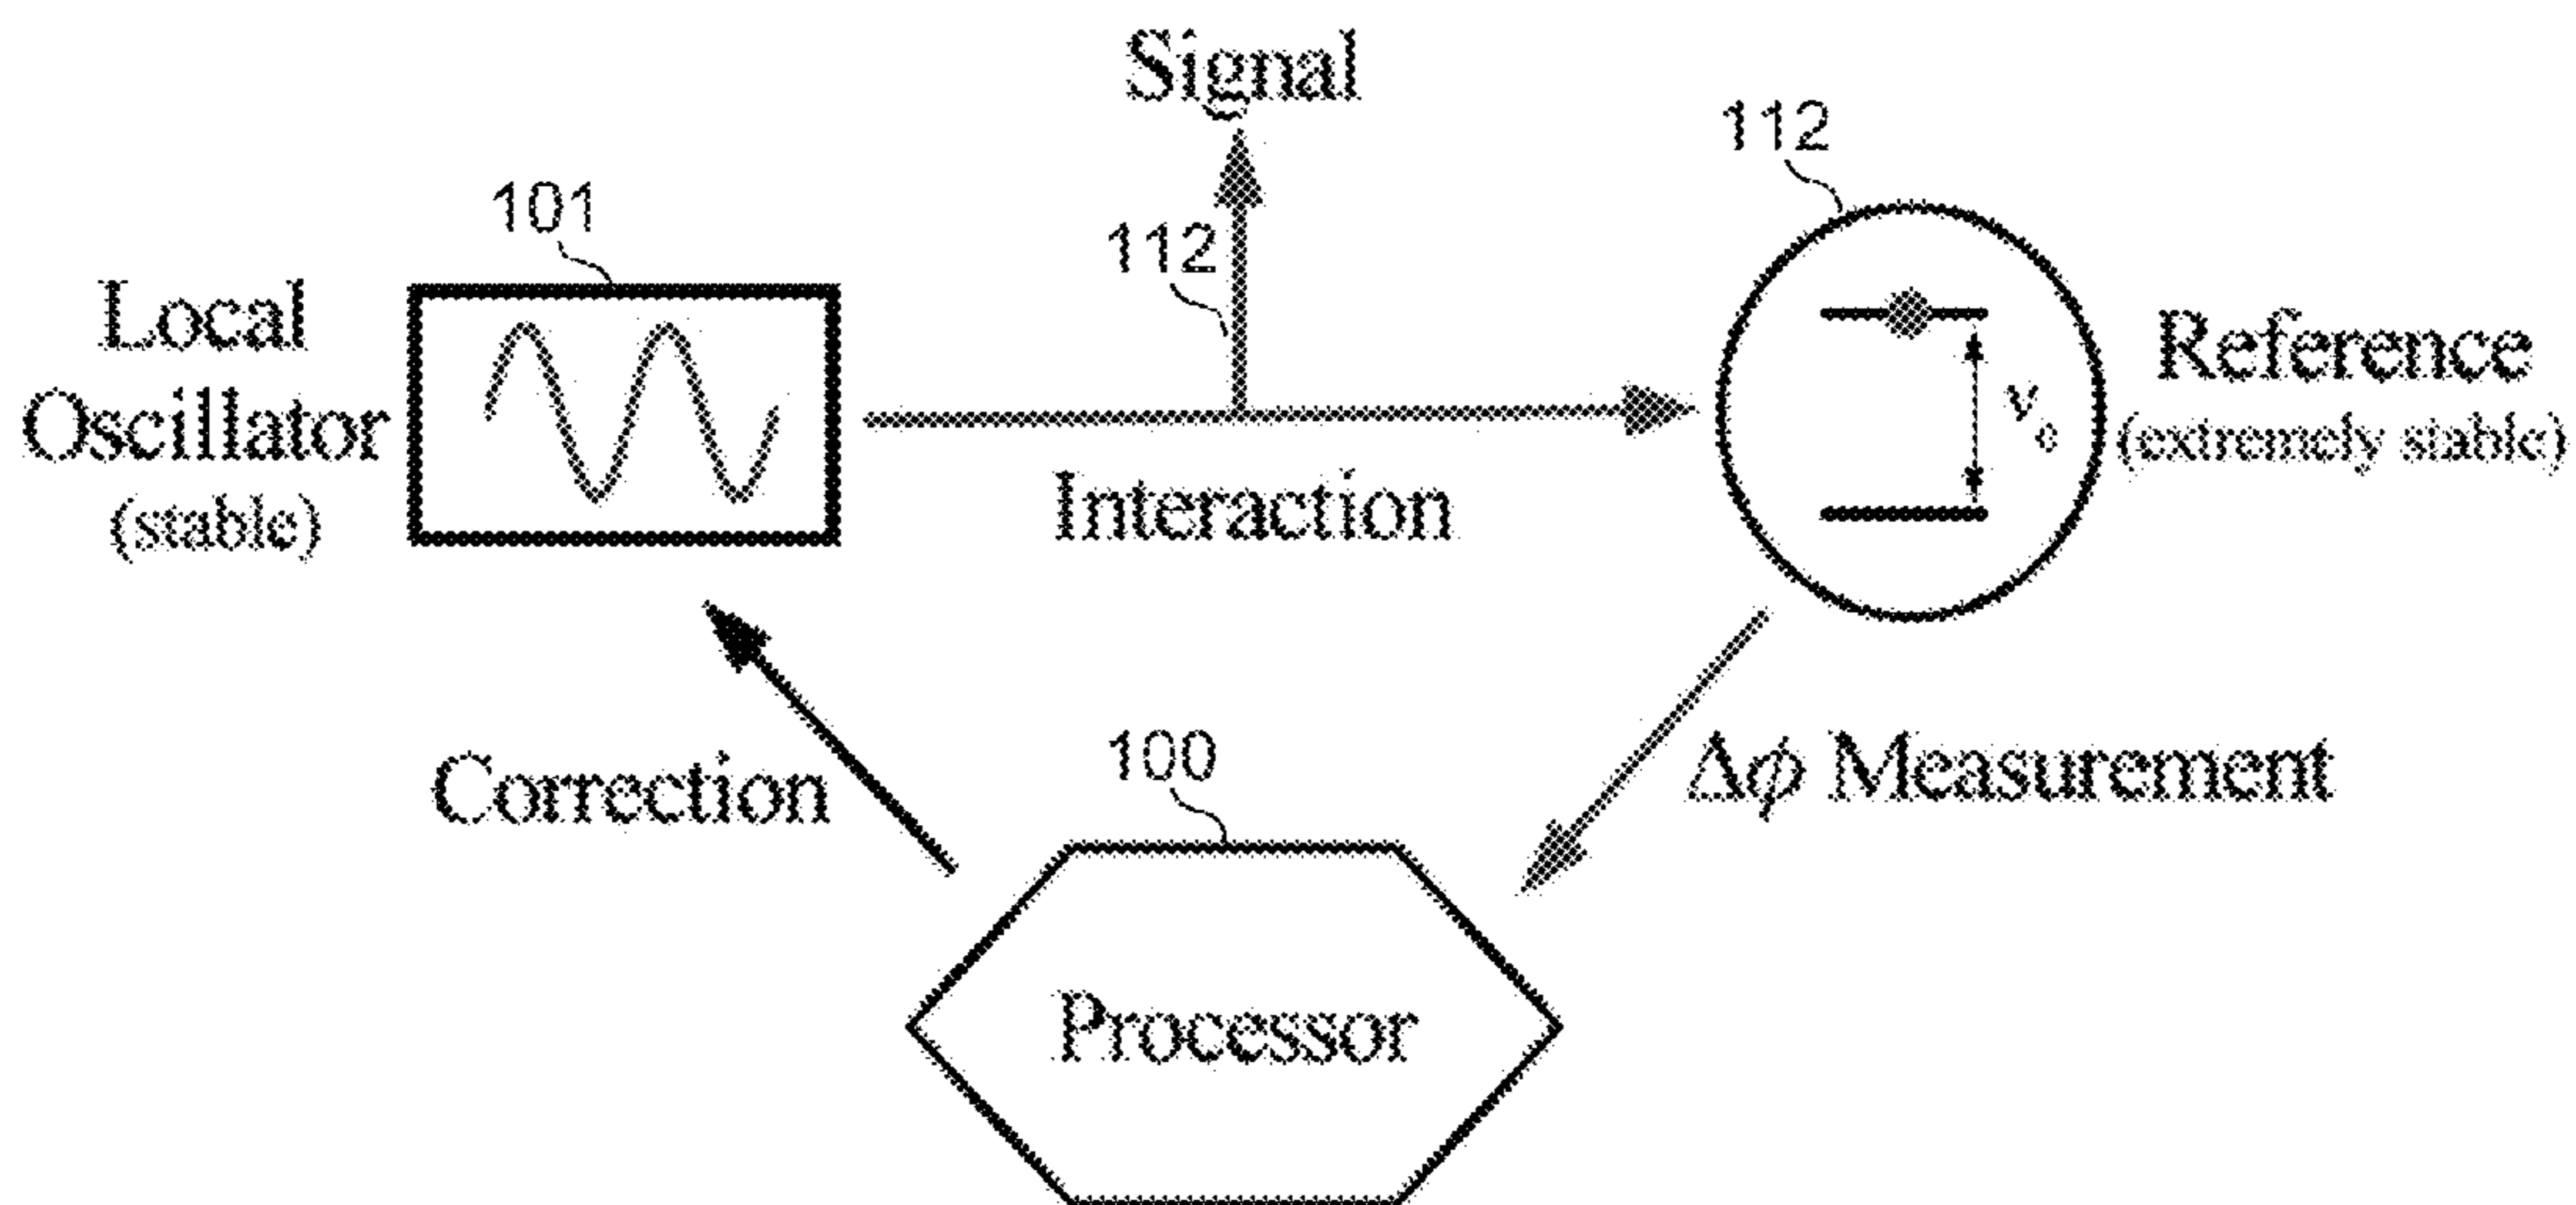 Signal
112
101
112
Local
Oscillator
(stable)
Reference
(extremely stable)
ν₀
Interaction
Correction
100
Δϕ Measurement
Processor